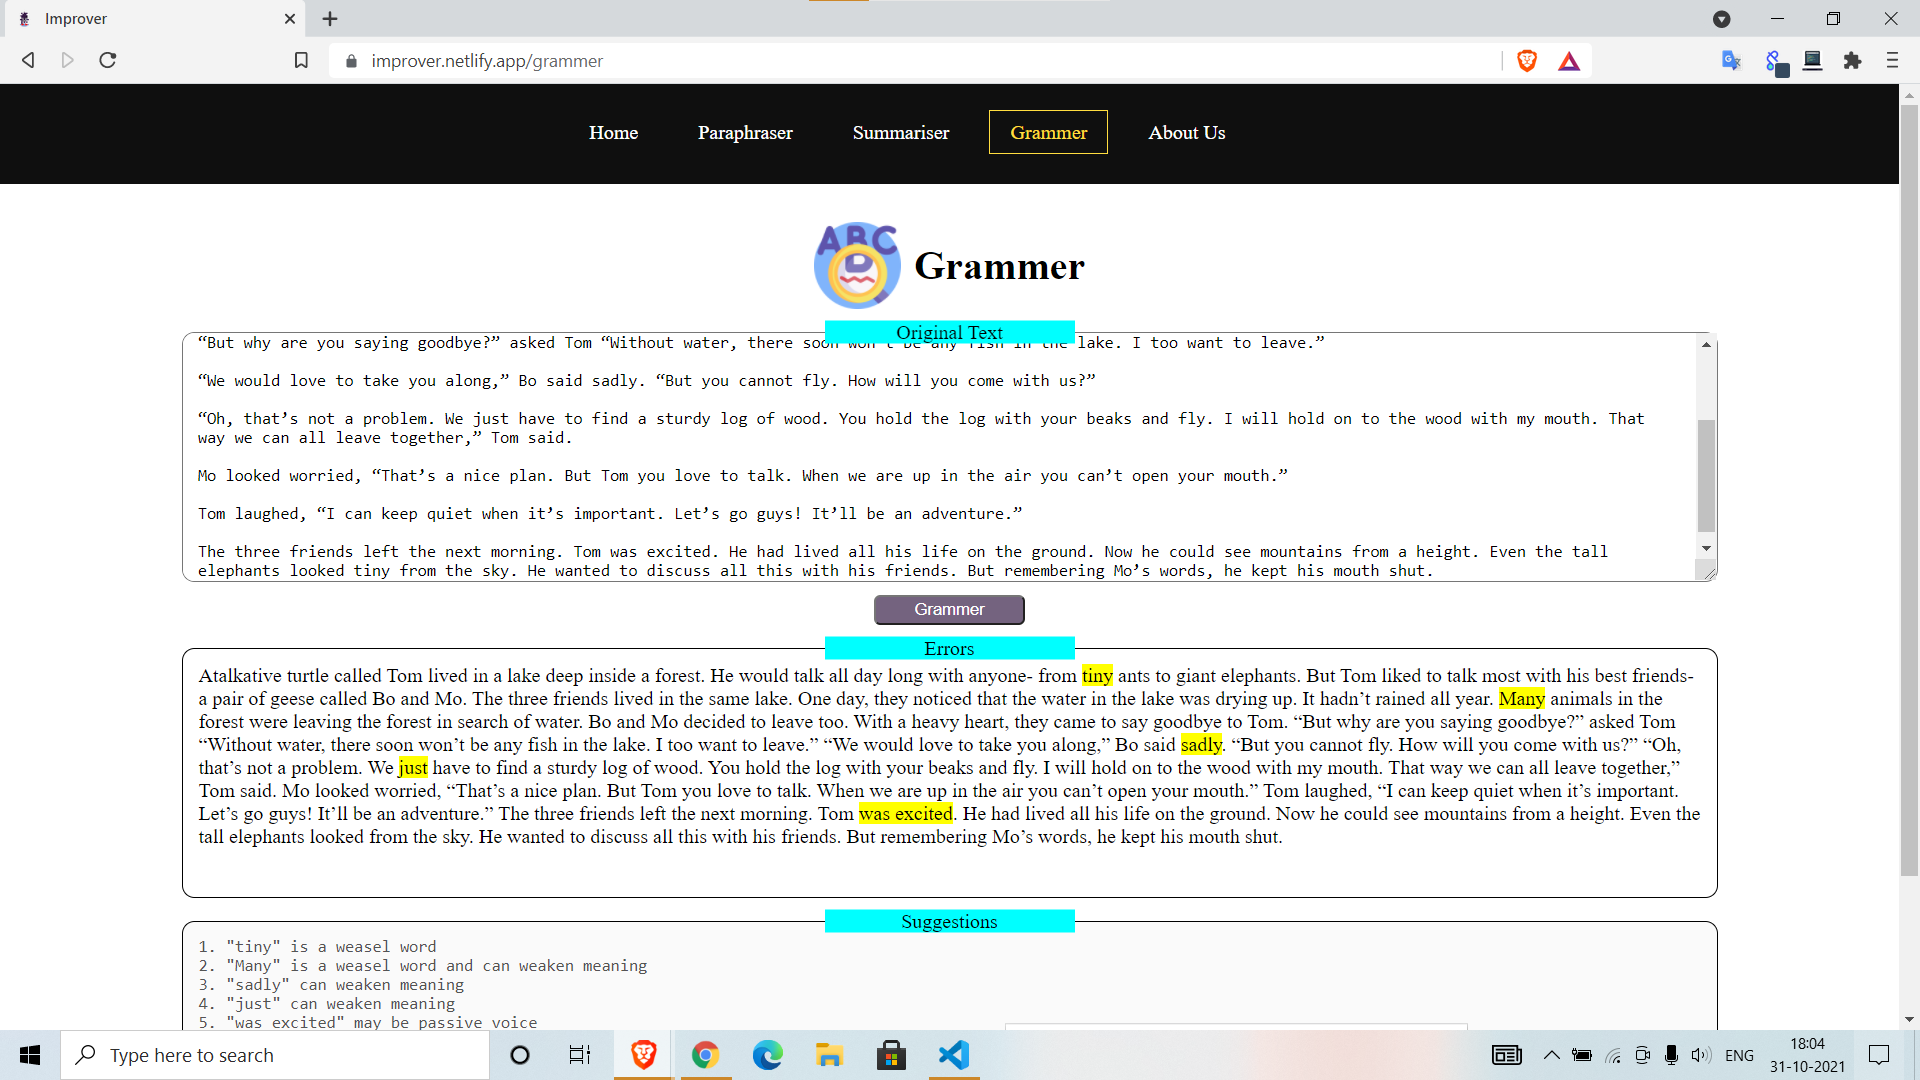 Improver
improver.netlify.app/grammer
Home Paraphraser Summariser Grammer About Us
ABC
Grammer
Original Text
“But why are you saying goodbye?” asked Tom “Without water, there soon won’t be any fish in the lake. I too want to leave.”
“We would love to take you along,” Bo said sadly. “But you cannot fly. How will you come with us?”
“Oh, that’s not a problem. We just have to find a sturdy log of wood. You hold the log with your beaks and fly. I will hold on to the wood with my mouth. That
way we can all leave together,” Tom said.
Mo looked worried, “That’s a nice plan. But Tom you love to talk. When we are up in the air you can’t open your mouth.”
Tom laughed, “I can keep quiet when it’s important. Let’s go guys! It’ll be an adventure.”
The three friends left the next morning. Tom was excited. He had lived all his life on the ground. Now he could see mountains from a height. Even the tall
elephants looked tiny from the sky. He wanted to discuss all this with his friends. But remembering Mo’s words, he kept his mouth shut.
Grammer
Errors
Atalkative turtle called Tom lived in a lake deep inside a forest. He would talk all day long with anyone- from tiny ants to giant elephants. But Tom liked to talk most with his best friends-
a pair of geese called Bo and Mo. The three friends lived in the same lake. One day, they noticed that the water in the lake was drying up. It hadn’t rained all year. Many animals in the
forest were leaving the forest in search of water. Bo and Mo decided to leave too. With a heavy heart, they came to say goodbye to Tom. “But why are you saying goodbye?” asked Tom
“Without water, there soon won’t be any fish in the lake. I too want to leave.” “We would love to take you along,” Bo said sadly. “But you cannot fly. How will you come with us?” “Oh,
that’s not a problem. We just have to find a sturdy log of wood. You hold the log with your beaks and fly. I will hold on to the wood with my mouth. That way we can all leave together,”
Tom said. Mo looked worried, “That’s a nice plan. But Tom you love to talk. When we are up in the air you can’t open your mouth.” Tom laughed, “I can keep quiet when it’s important.
Let’s go guys! It’ll be an adventure.” The three friends left the next morning. Tom was excited. He had lived all his life on the ground. Now he could see mountains from a height. Even the
tall elephants looked from the sky. He wanted to discuss all this with his friends. But remembering Mo’s words, he kept his mouth shut.
Suggestions
1. "tiny" is a weasel word
2. "Many" is a weasel word and can weaken meaning
3. "sadly" can weaken meaning
4. "just" can weaken meaning
5. "was excited" may be passive voice
Type here to search
ENG
18:04
31-10-2021